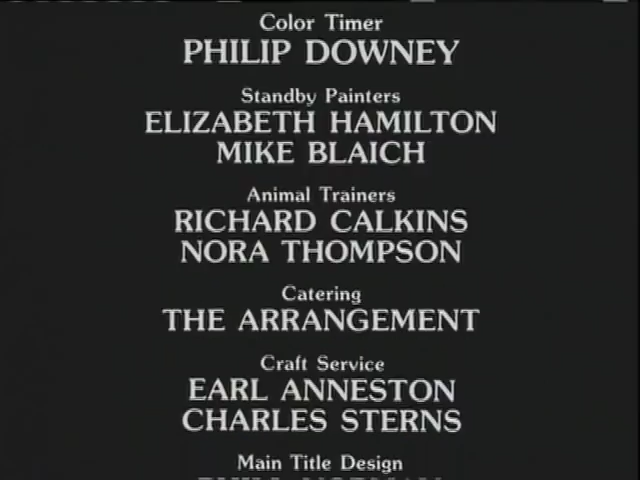 Color Timer
PHILIP DOWNEY
Standby Painters
ELIZABETH HAMILTON
MIKE BLAICH
Animal Trainers
RICHARD CALKINS
NORA THOMPSON
Catering
THE ARRANGEMENT
Craft Service
EARL ANNESTON
CHARLES STERNS
Main Title Design